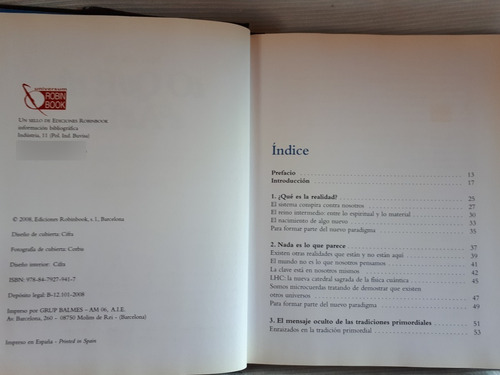 ROBIN
BOOK
UN SELLO DE EDICIONES ROBINBOOK
información bibliográfica
Indústria, 11 (Pol. Ind. Buvisa)
© 2008, Ediciones Robinbook, s. l., Barcelona
Diseño de cubierta: Cifra
Fotografía de cubierta: Corbis
Diseño interior: Cifra
ISBN: 978-84-7927-941-7
Depósito legal: B-12.101-2008
Impreso por GRUP BALMES – AM 06, A.I.E.
Av. Barcelona, 260 - 08750 Molins de Rei - (Barcelona)
Impreso en España - Printed in Spain
Índice
Prefacio 13
Introducción 17
1. ¿Qué es la realidad? 25
El sistema conspira contra nosotros 27
El reino intermedio: entre lo espiritual y lo material 30
El nacimiento de algo nuevo 33
Para formar parte del nuevo paradigma 35
2. Nada es lo que parece 37
Existen otras realidades que están y no están aquí 39
El mundo no es lo que nosotros pensamos 41
La clave está en nosotros mismos 42
LHC: la nueva catedral sagrada de la física cuántica 45
Somos microcuerdas tratando de demostrar que existen
otros universos 47
Para formar parte del nuevo paradigma 49
3. El mensaje oculto de las tradiciones primordiales 51
Enraizados en la tradición primordial 53